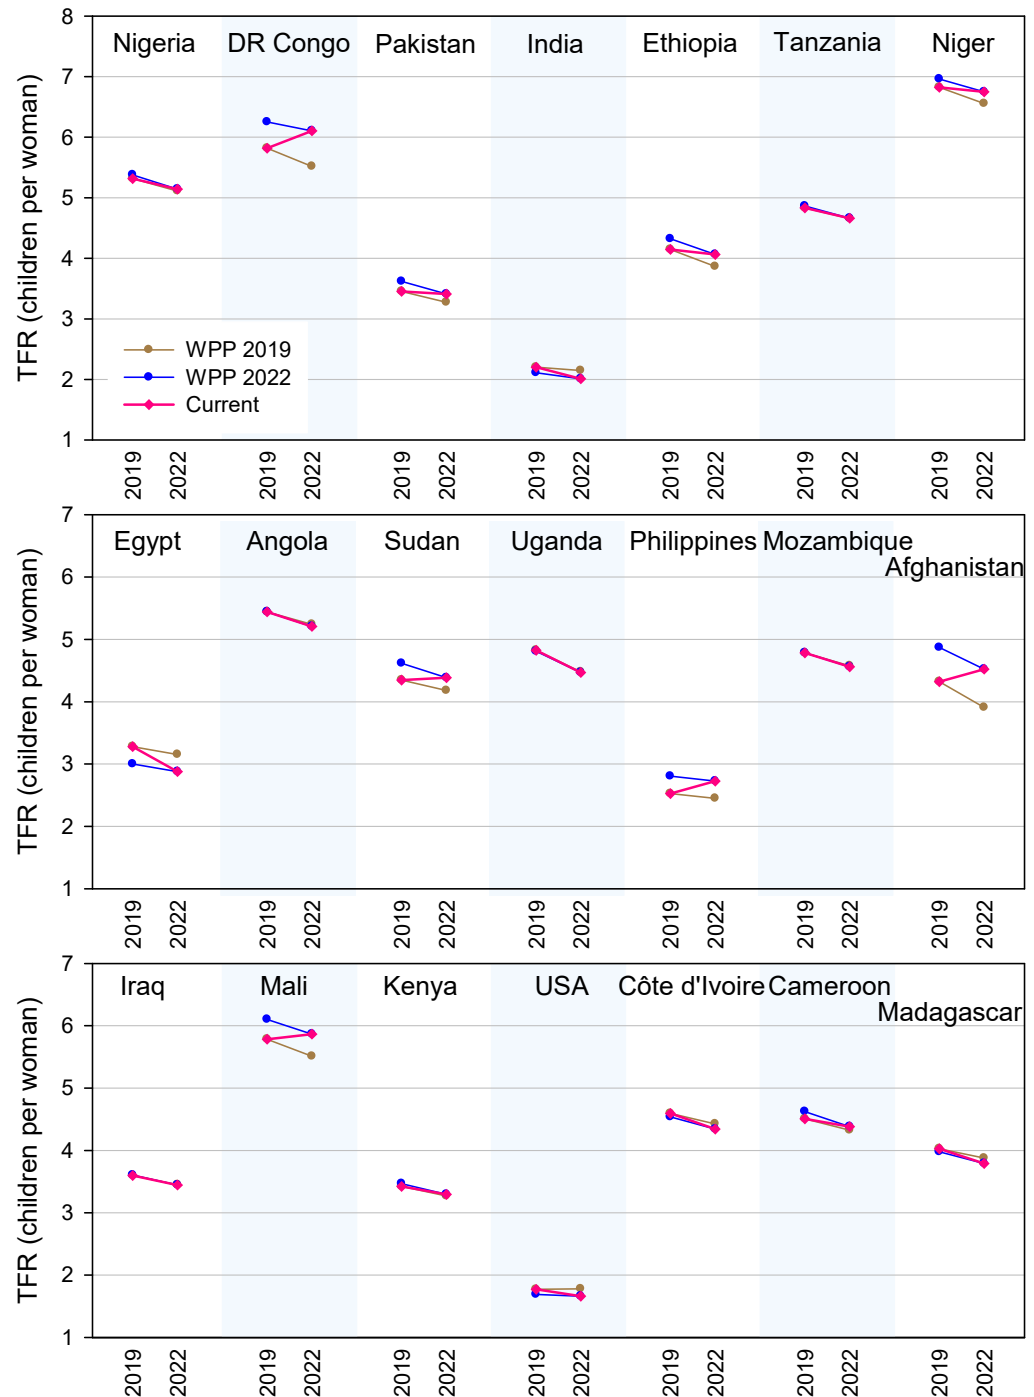 Nigeria DR Congo Pakistan India Ethiopia Tanzania Niger
TFR (children per woman)
8
7
6
5
4
3
2
1
WPP 2019
WPP 2022
Current
2019 2022 2019 2022 2019 2022 2019 2022 2019 2022 2019 2022 2019 2022
Egypt Angola Sudan Uganda Philippines Mozambique
Afghanistan
TFR (children per woman)
7
6
5
4
3
2
1
2019 2022 2019 2022 2019 2022 2019 2022 2019 2022 2019 2022 2019 2022
Iraq Mali Kenya USA Côte d'Ivoire Cameroon
Madagascar
TFR (children per woman)
7
6
5
4
3
2
1
2019 2022 2019 2022 2019 2022 2019 2022 2019 2022 2019 2022 2019 2022